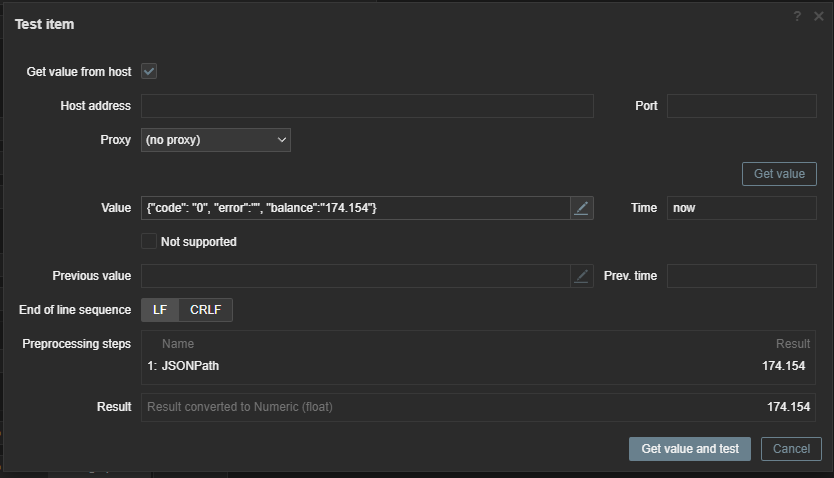 Test item
? ×
Get value from host
Host address Port
Proxy (no proxy)
Get value
Value {"code": "0", "error":"", "balance":"174.154"} Time now
Not supported
Previous value Prev. time
End of line sequence LF CRLF
Preprocessing steps Name Result
1: JSONPath 174.154
Result Result converted to Numeric (float) 174.154
Get value and test Cancel